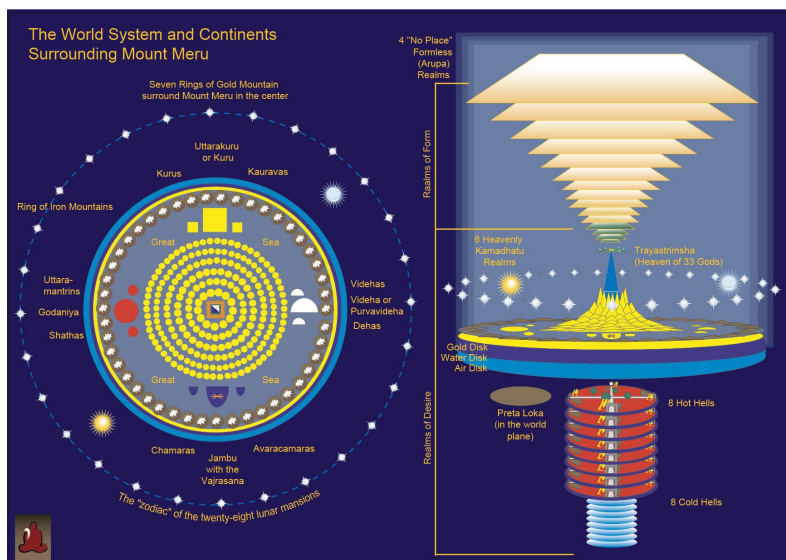 The World System and Continents
Surrounding Mount Meru
Seven Rings of Gold Mountain
surround Mount Meru in the center
Uttarakuru
or Kuru
Kurus
Kauravas
Ring of Iron Mountains
Great
Sea
Uttara-
mantrins
Godaniya
Shathas
Videhas
Videha or
Purvavideha
Dehas
Great
Sea
Chamaras
Jambu
with the
Vajrasana
Avaracamaras
The "zodiac" of the twenty-eight lunar mansions
4 "No Place"
Formless
(Arupa)
Realms
Raalms of Form
6 Heavenly
Kamadhatu
Realms
Trayastrimsha
(Heaven of 33 Gods)
Gold Disk
Water Disk
Air Disk
Realms of Desire
Preta Loka
(in the world
plane)
8 Hot Hells
8 Cold Hells